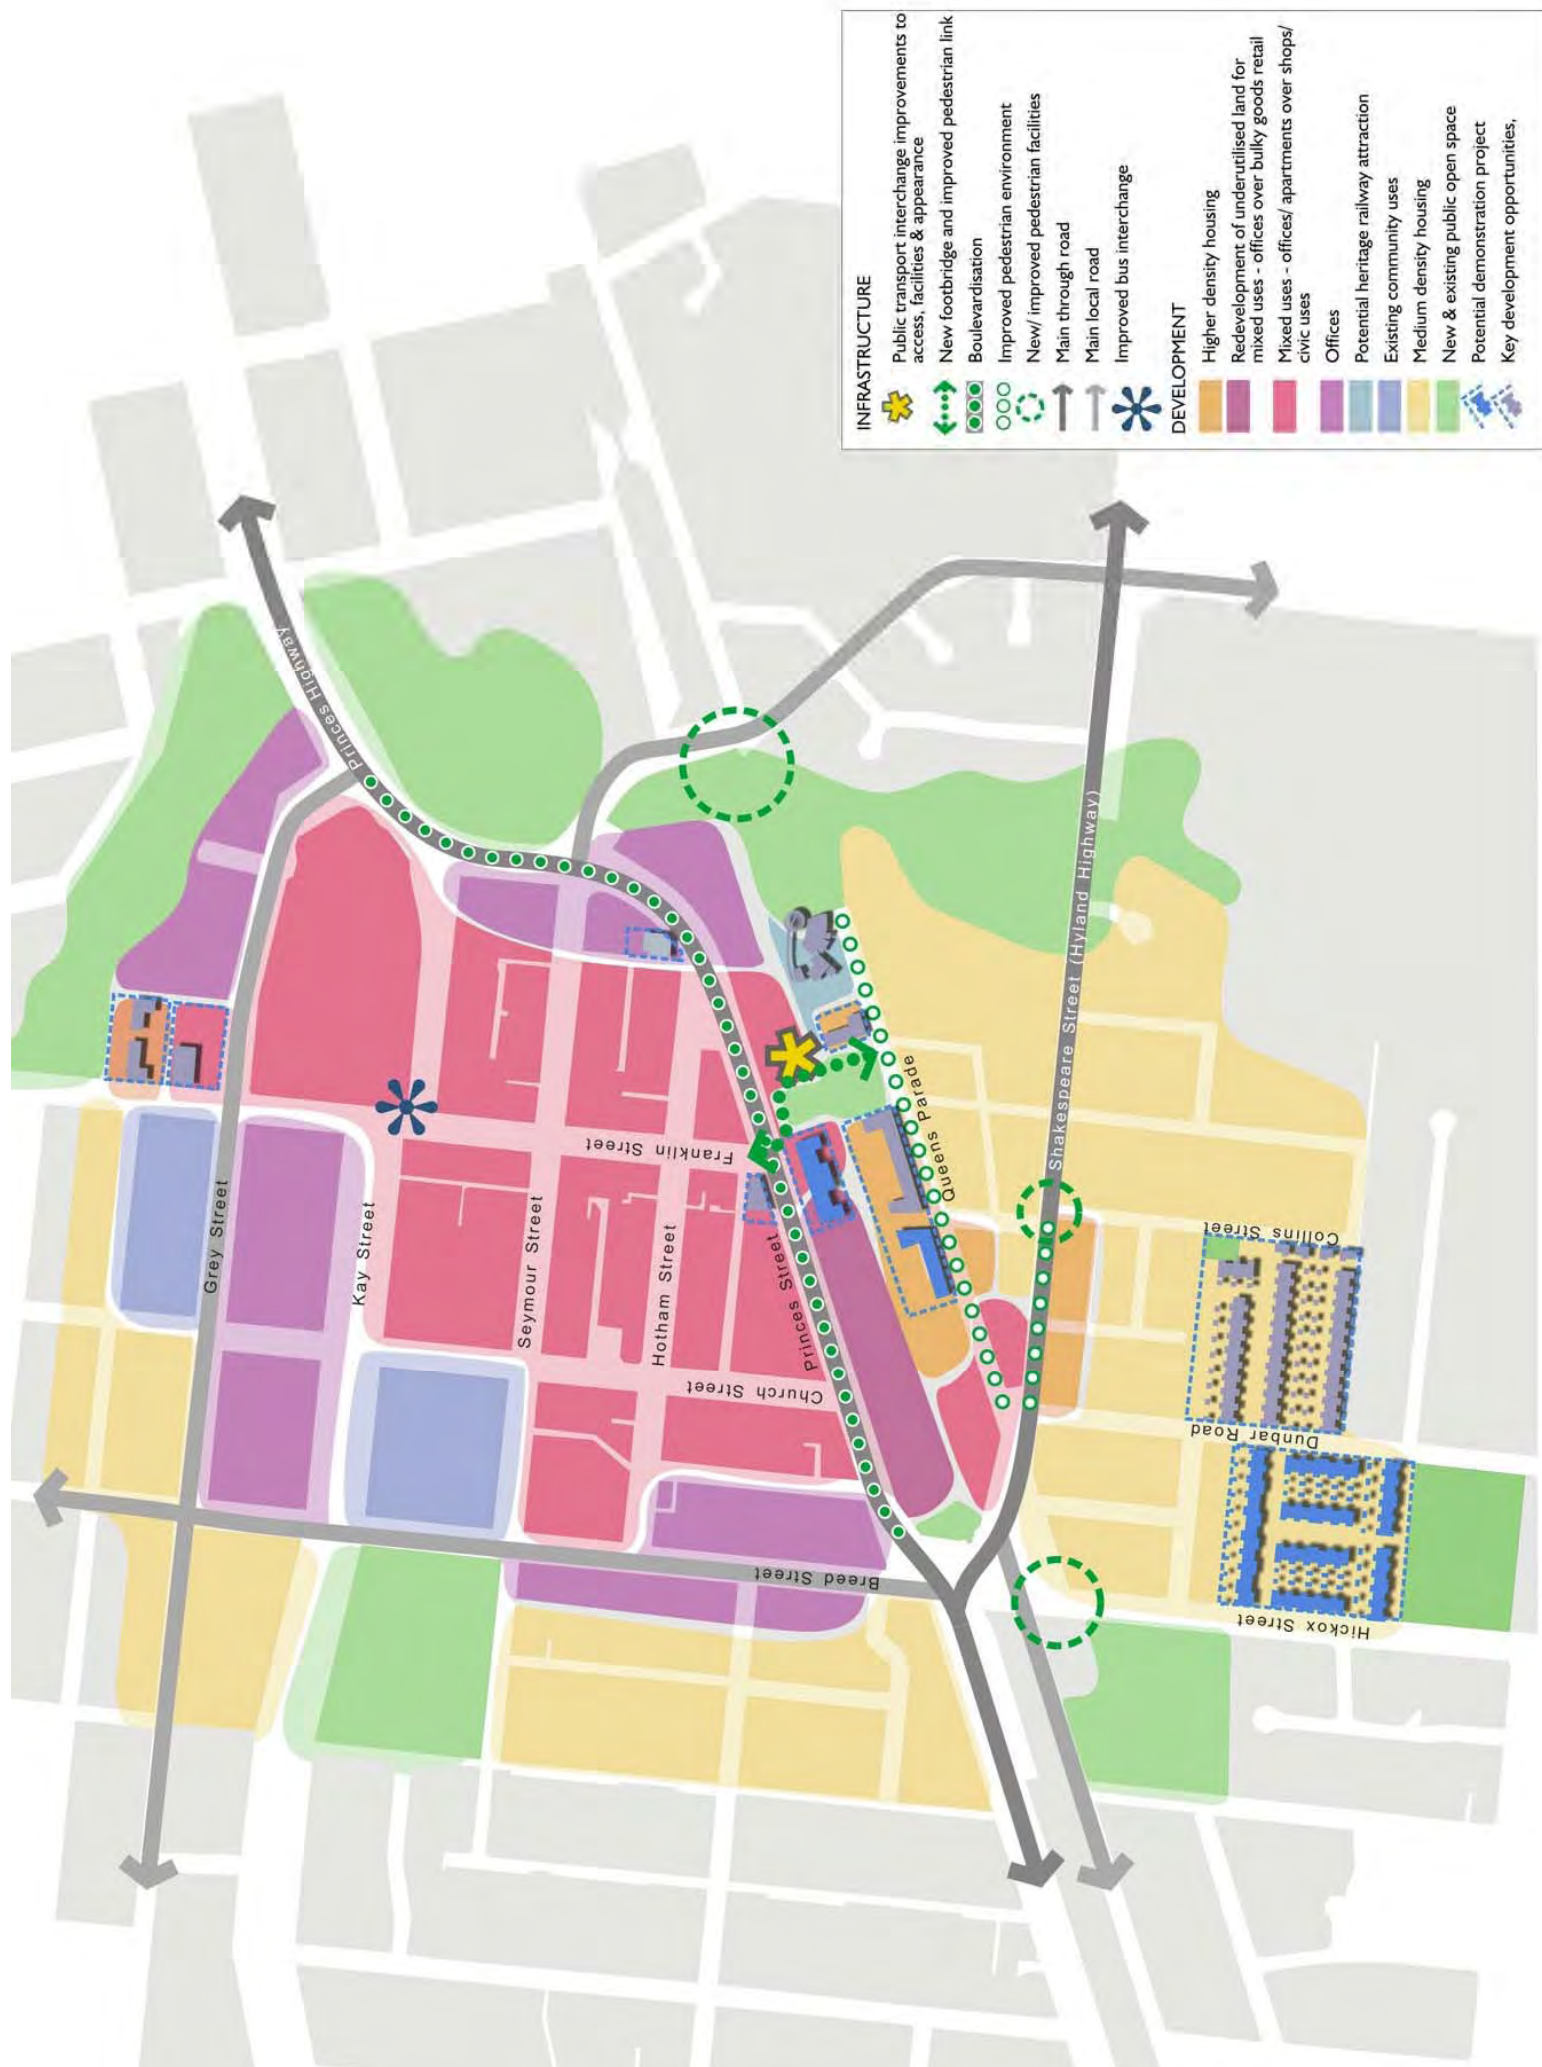 INFRASTRUCTURE
Public transport interchange improvements to
access, facilities & appearance
New footbridge and improved pedestrian link
Boulevardisation
Improved pedestrian environment
New/ improved pedestrian facilities
Main through road
Main local road
Improved bus interchange
DEVELOPMENT
Higher density housing
Redevelopment of underutilised land for
mixed uses - offices over bulky goods retail
Mixed uses - offices/ apartments over shops/
civic uses
Offices
Potential heritage railway attraction
Existing community uses
Medium density housing
New & existing public open space
Potential demonstration project
Key development opportunities,
Princes Highway
Grey Street
Kay Street
Seymour Street
Hotham Street
Princes Street
Franklin Street
Church Street
Breed Street
Queens Parade
Shakespeare Street (Hyland Highway)
Collins Street
Dunbar Road
Hickox Street